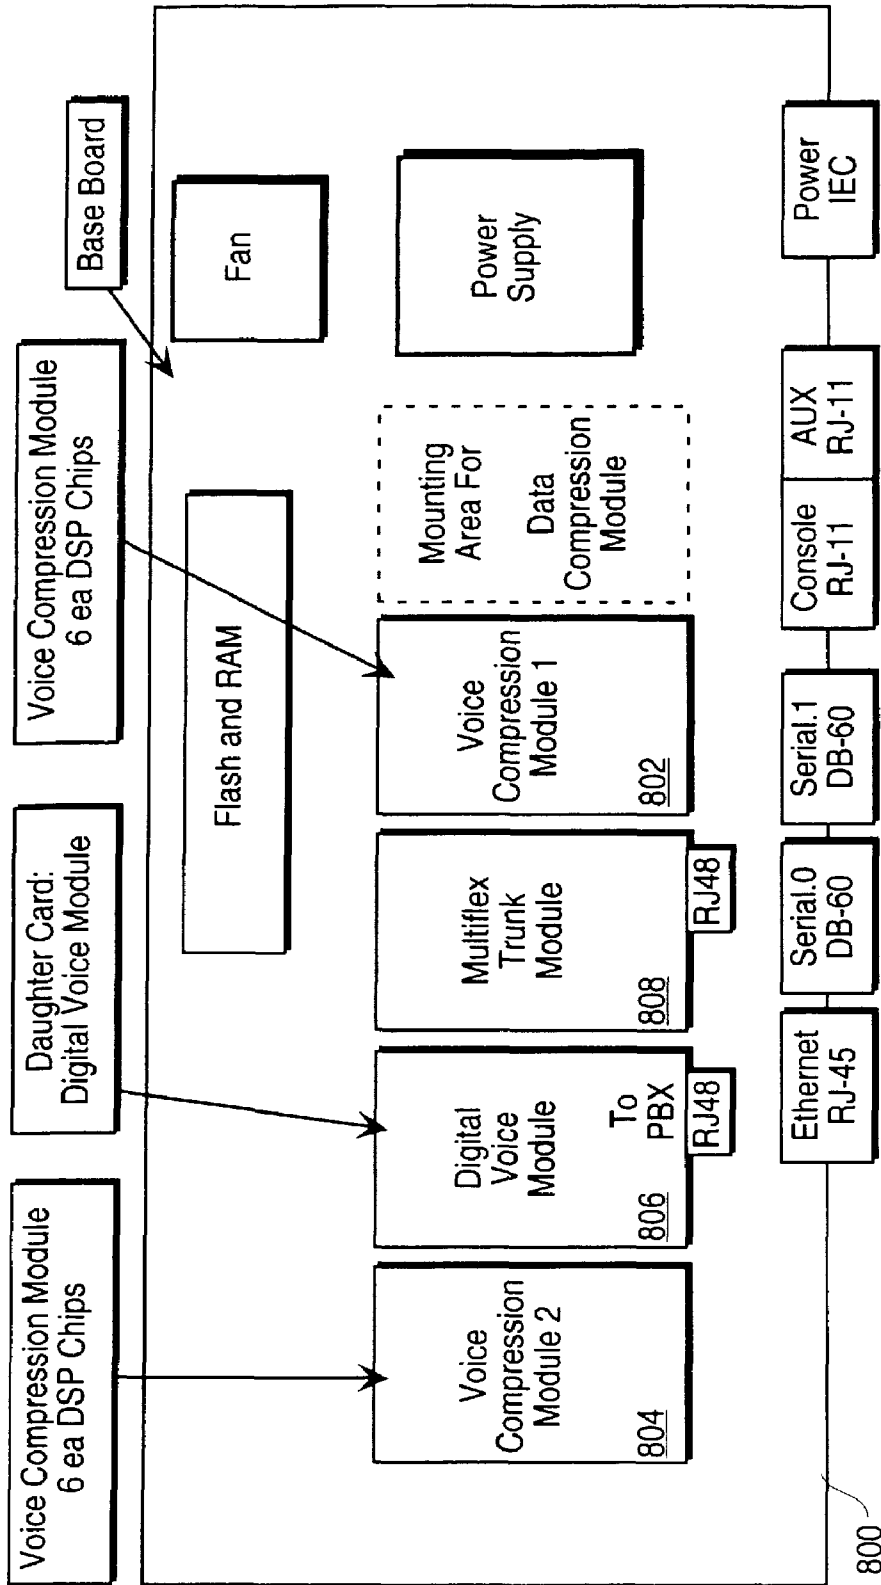 Voice Compression Module
6 ea DSP Chips
Daughter Card:
Digital Voice Module
Voice Compression Module
6 ea DSP Chips
Base Board
Flash and RAM
Fan
Voice
Compression
Module 2
804
Digital
Voice
Module
To
PBX
806
RJ48
Multiflex
Trunk
Module
808
RJ48
Voice
Compression
Module 1
802
Mounting
Area For
Data
Compression
Module
Power
Supply
800
Ethernet
RJ-45
Serial.0
DB-60
Serial.1
DB-60
Console
RJ-11
AUX
RJ-11
Power
IEC